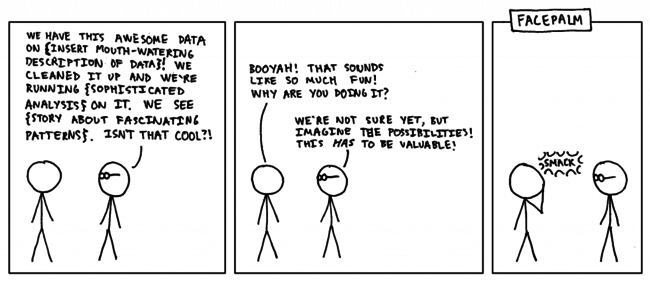 WE HAVE THIS AWESOME DATA
ON {INSERT MOUTH-WATERING
DESCRIPTION OF DATA}! WE
CLEANED IT UP AND WE'RE
RUNNING {SOPHISTICATED
ANALYSIS} ON IT. WE SEE
{STORY ABOUT FASCINATING
PATTERNS}. ISN'T THAT COOL?!
BOOYAH! THAT SOUNDS
LIKE SO MUCH FUN!
WHY ARE YOU DOING IT?
WE'RE NOT SURE YET, BUT
IMAGINE THE POSSIBILITIES!
THIS HAS TO BE VALUABLE!
FACEPALM
SMACK